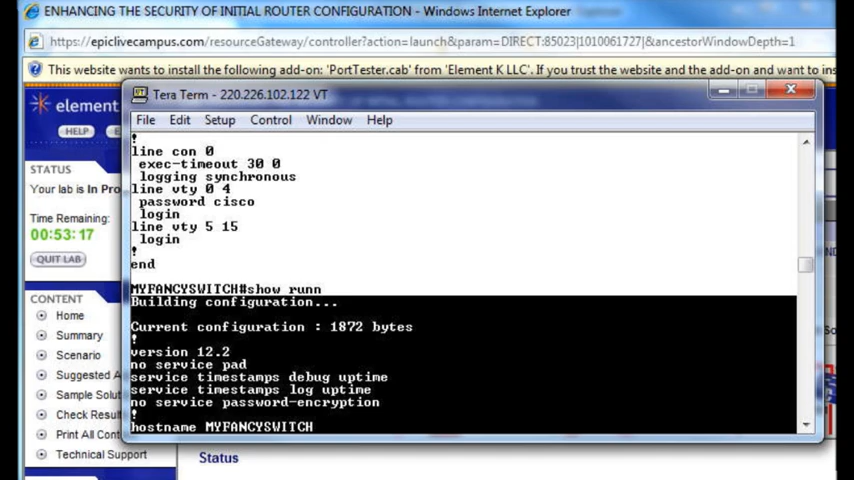 ENHANCING THE SECURITY OF INITIAL ROUTER CONFIGURATION - Windows Internet Explorer
https://epiclivecampus.com/resourceGateway/controller?action=launch&param=DIRECT:85023|1010061727|&ancestorWindowDepth=1
This website wants to install the following add-on: 'PortTester.cab' from 'Element K LLC'. If you trust the website and the add-on and want to ins
Tera Term - 220.226.102.122 VT
element
File Edit Setup Control Window Help
HELP
STATUS
Your lab is In Pro
Time Remaining
00:53:17
QUIT LAB
CONTENT
Home
Summary
Scenario
Suggested A
Sample Solut
Check Result
Print All Cont
Technical Support
!
line con 0
exec-timeout 30 0
logging synchronous
line vty 0 4
password cisco
login
line vty 5 15
login
!
end
MYFANCYSWITCH#show runn
Building configuration...
Current configuration : 1872 bytes
!
version 12.2
no service pad
service timestamps debug uptime
service timestamps log uptime
no service password-encryption
!
hostname MYFANCYSWITCH
Status